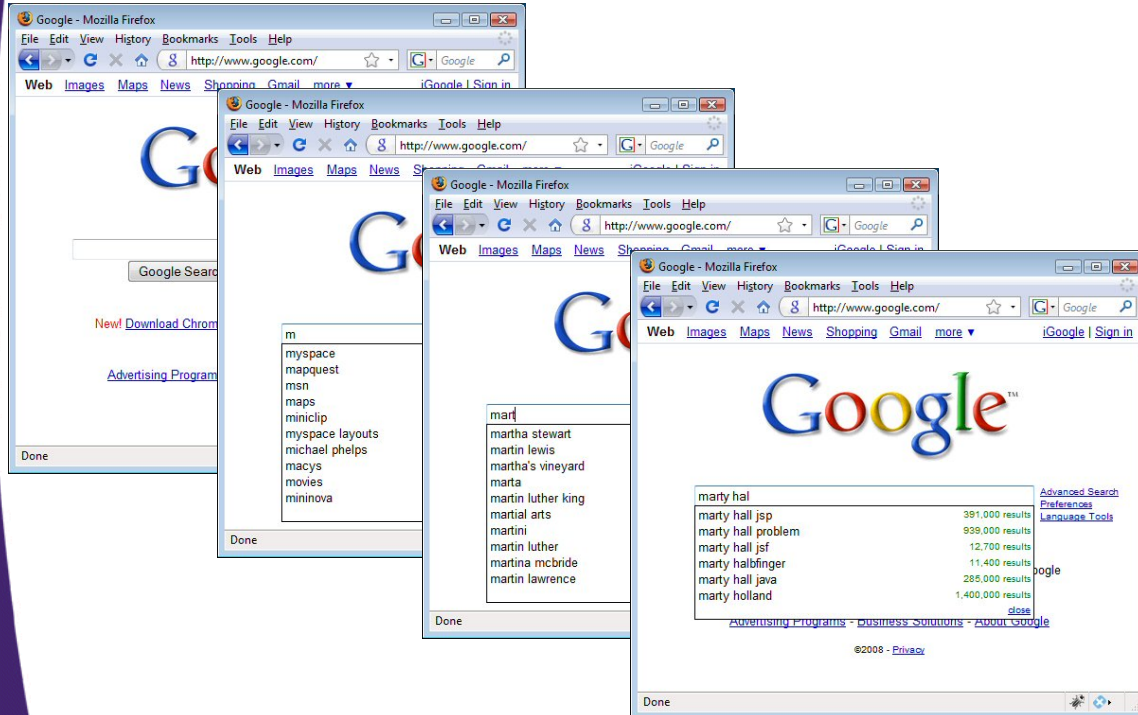 Google - Mozilla Firefox
File Edit View History Bookmarks Tools Help
http://www.google.com/ Google
Web Images Maps News Shopping Gmail more ▼ iGoogle | Sign in
Google Searc
New! Download Chrom
Advertising Program
Done
Google - Mozilla Firefox
File Edit View History Bookmarks Tools Help
http://www.google.com/ Google
Web Images Maps News
m
myspace
mapquest
msn
maps
miniclip
myspace layouts
michael phelps
macys
movies
mininova
Done
Google - Mozilla Firefox
File Edit View History Bookmarks Tools Help
http://www.google.com/ Google
Web Images Maps News Shopping Gmail more ▼ iGoogle | Sign in
mart
martha stewart
martin lewis
martha's vineyard
marta
martin luther king
martial arts
martini
martin luther
martina mcbride
martin lawrence
Done
Google - Mozilla Firefox
File Edit View History Bookmarks Tools Help
http://www.google.com/ Google
Web Images Maps News Shopping Gmail more ▼ iGoogle | Sign in
Google™
marty hal
Advanced Search
Preferences
Language Tools
marty hall jsp 391,000 results
marty hall problem 939,000 results
marty hall jsf 12,700 results
marty halbfinger 11,400 results
marty hall java 285,000 results
marty holland 1,400,000 results
close
oogle
Advertising Programs - Business Solutions - About Google
©2008 - Privacy
Done